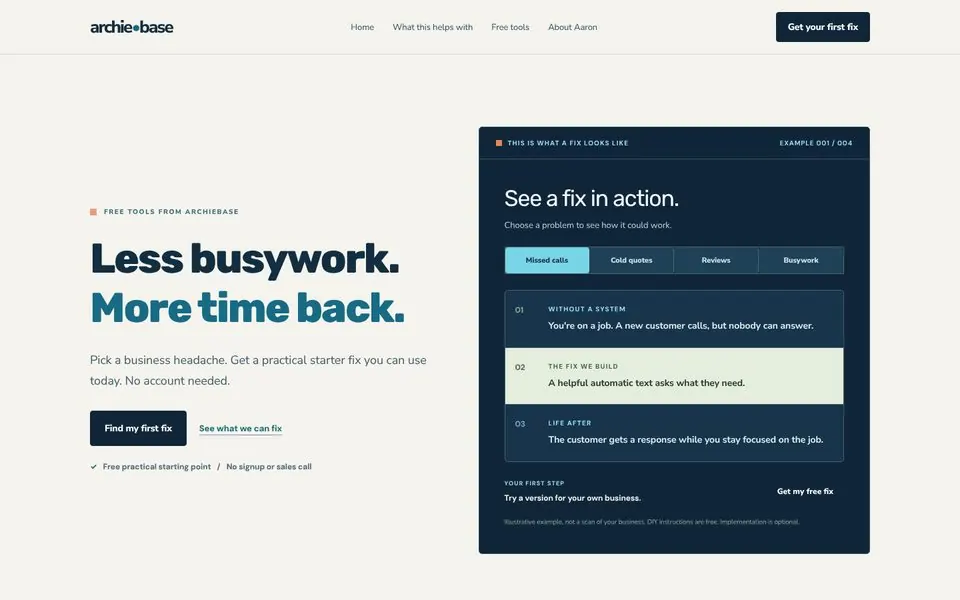 archie•base
Home
What this helps with
Free tools
About Aaron
Get your first fix
FREE TOOLS FROM ARCHIEBASE
Less busywork.
More time back.
Pick a business headache. Get a practical starter fix you can use
today. No account needed.
Find my first fix
See what we can fix
✓ Free practical starting point / No signup or sales call
THIS IS WHAT A FIX LOOKS LIKE
EXAMPLE 001 / 004
See a fix in action.
Choose a problem to see how it could work.
Missed calls
Cold quotes
Reviews
Busywork
01
WITHOUT A SYSTEM
You're on a job. A new customer calls, but nobody can answer.
02
THE FIX WE BUILD
A helpful automatic text asks what they need.
03
LIFE AFTER
The customer gets a response while you stay focused on the job.
YOUR FIRST STEP
Try a version for your own business.
Get my free fix
Illustrative example, not a scan of your business. DIY instructions are free. Implementation is optional.